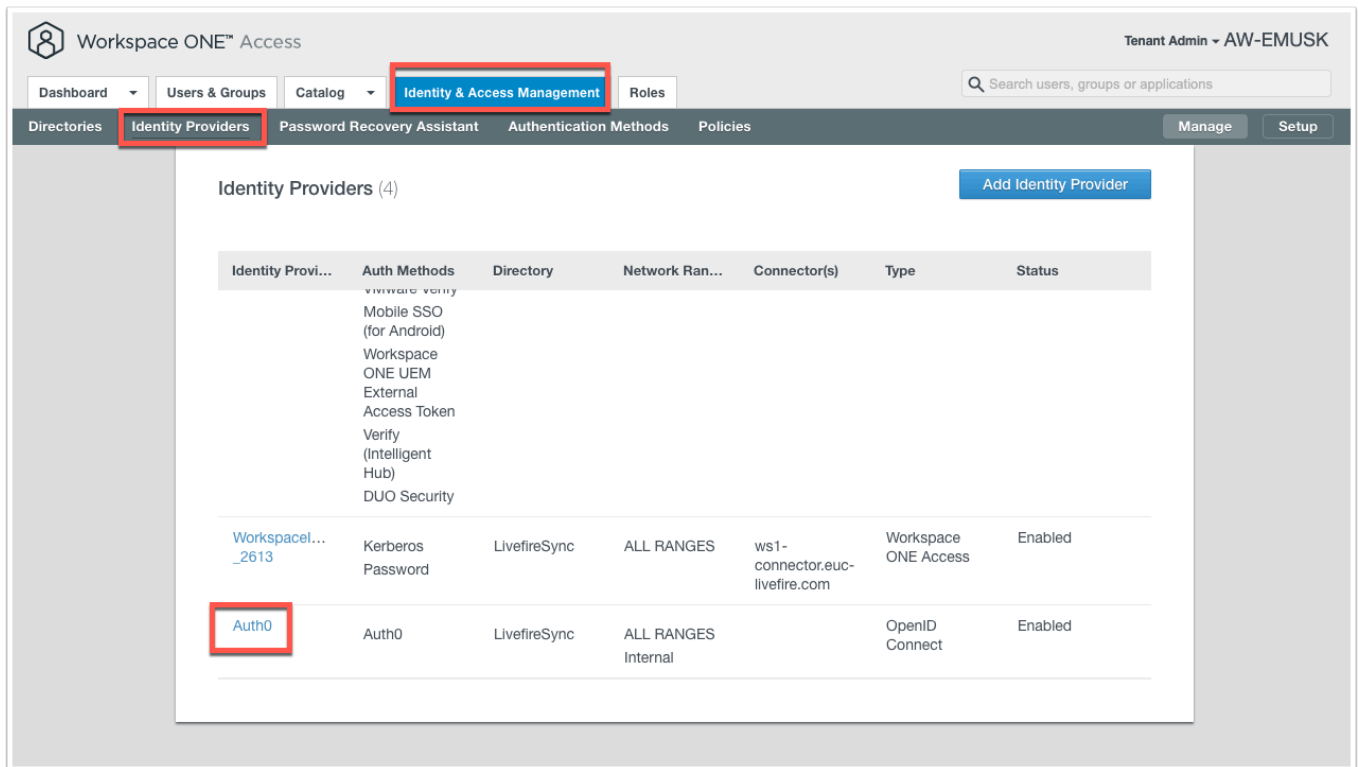 Workspace ONE™ Access
Tenant Admin AW-EMUSK
Dashboard Users & Groups Catalog Identity & Access Management Roles
Search users, groups or applications
Directories Identity Providers Password Recovery Assistant Authentication Methods Policies Manage Setup
Identity Providers (4)
Add Identity Provider
Identity Provi... Auth Methods Directory Network Ran... Connector(s) Type Status
VMware Verify
Mobile SSO
(for Android)
Workspace
ONE UEM
External
Access Token
Verify
(Intelligent
Hub)
DUO Security
WorkspaceI...
_2613
Kerberos
Password
LivefireSync
ALL RANGES
ws1-
connector.euc-
livefire.com
Workspace
ONE Access
Enabled
Auth0
Auth0
LivefireSync
ALL RANGES
Internal
OpenID
Connect
Enabled